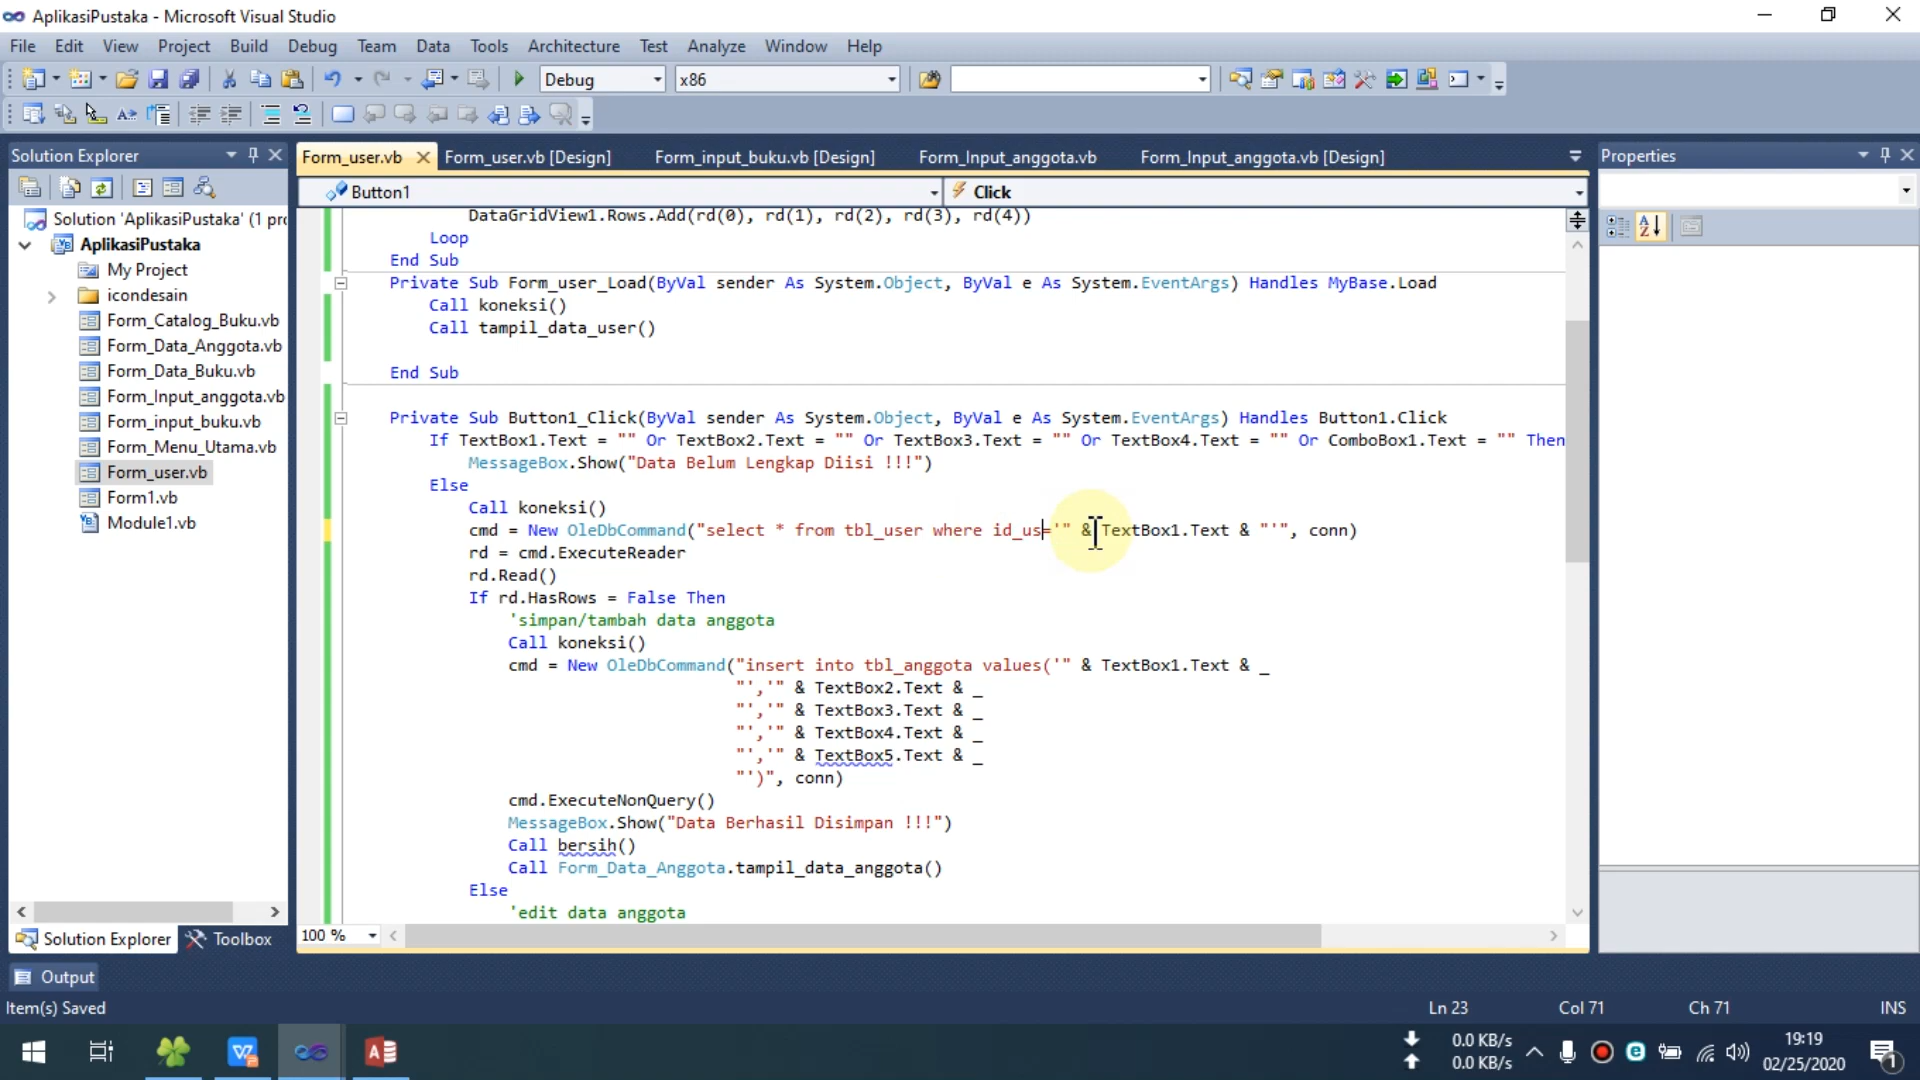 AplikasiPustaka - Microsoft Visual Studio
File Edit View Project Build Debug Team Data Tools Architecture Test Analyze Window Help
Debug x86
Solution Explorer
Form_user.vb Form_user.vb [Design] Form_input_buku.vb [Design] Form_Input_anggota.vb Form_Input_anggota.vb [Design]
Properties
Button1 Click
Solution 'AplikasiPustaka' (1 pr
AplikasiPustaka
My Project
icondesain
Form_Catalog_Buku.vb
Form_Data_Anggota.vb
Form_Data_Buku.vb
Form_Input_anggota.vb
Form_input_buku.vb
Form_Menu_Utama.vb
Form_user.vb
Form1.vb
Module1.vb
DataGridView1.Rows.Add(rd(0), rd(1), rd(2), rd(3), rd(4))
Loop
End Sub
Private Sub Form_user_Load(ByVal sender As System.Object, ByVal e As System.EventArgs) Handles MyBase.Load
Call koneksi()
Call tampil_data_user()
End Sub
Private Sub Button1_Click(ByVal sender As System.Object, ByVal e As System.EventArgs) Handles Button1.Click
If TextBox1.Text = "" Or TextBox2.Text = "" Or TextBox3.Text = "" Or TextBox4.Text = "" Or ComboBox1.Text = "" Then
MessageBox.Show("Data Belum Lengkap Diisi !!!")
Else
Call koneksi()
cmd = New OleDbCommand("select * from tbl_user where id_us='" & TextBox1.Text & "'", conn)
rd = cmd.ExecuteReader
rd.Read()
If rd.HasRows = False Then
'simpan/tambah data anggota
Call koneksi()
cmd = New OleDbCommand("insert into tbl_anggota values('" & TextBox1.Text & _
"','" & TextBox2.Text & _
"','" & TextBox3.Text & _
"','" & TextBox4.Text & _
"','" & TextBox5.Text & _
"')", conn)
cmd.ExecuteNonQuery()
MessageBox.Show("Data Berhasil Disimpan !!!")
Call bersih()
Call Form_Data_Anggota.tampil_data_anggota()
Else
'edit data anggota
100 %
Solution Explorer Toolbox
Output
Item(s) Saved
Ln 23 Col 71 Ch 71 INS
0.0 KB/s
0.0 KB/s
19:19
02/25/2020
1